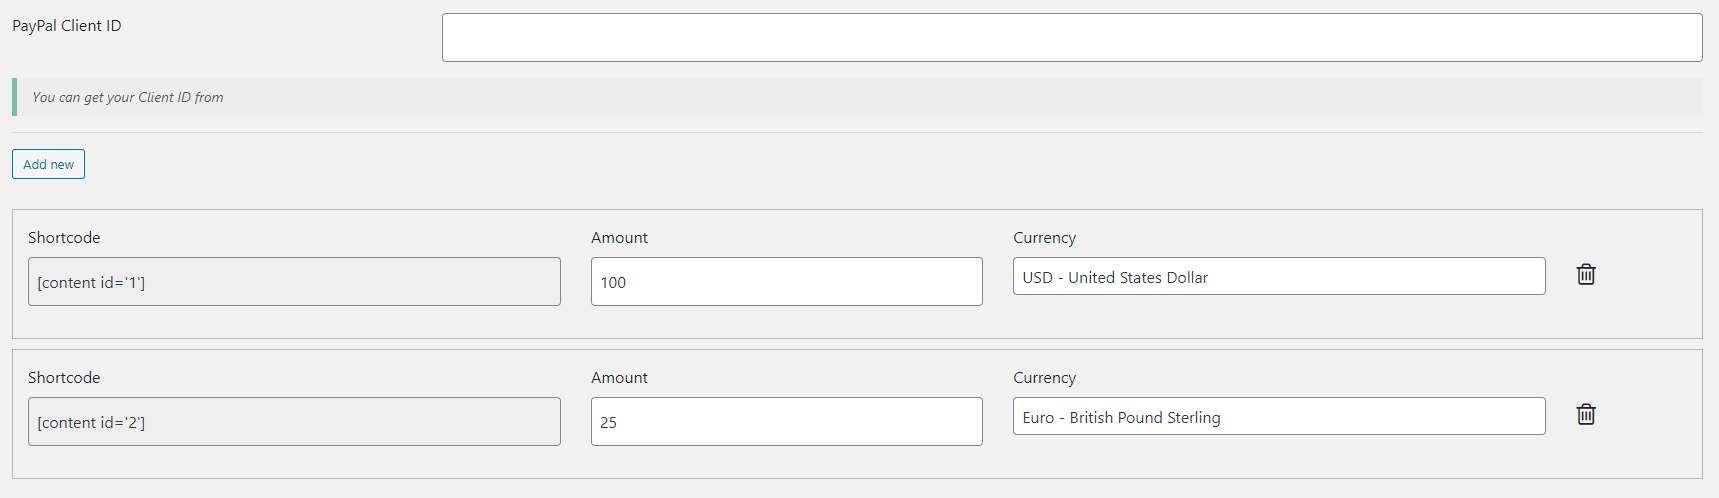 PayPal Client ID
You can get your Client ID from
Add new
Shortcode Amount Currency
[content id='1'] 100 USD - United States Dollar
Shortcode Amount Currency
[content id='2'] 25 Euro - British Pound Sterling